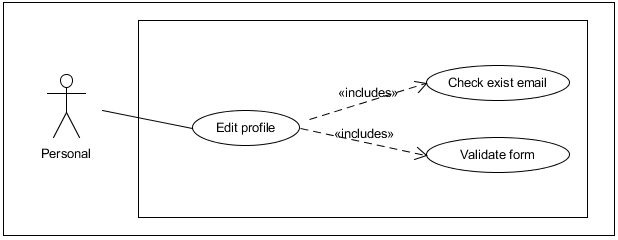 Personal
Edit profile
«includes»
Check exist email
«includes»
Validate form